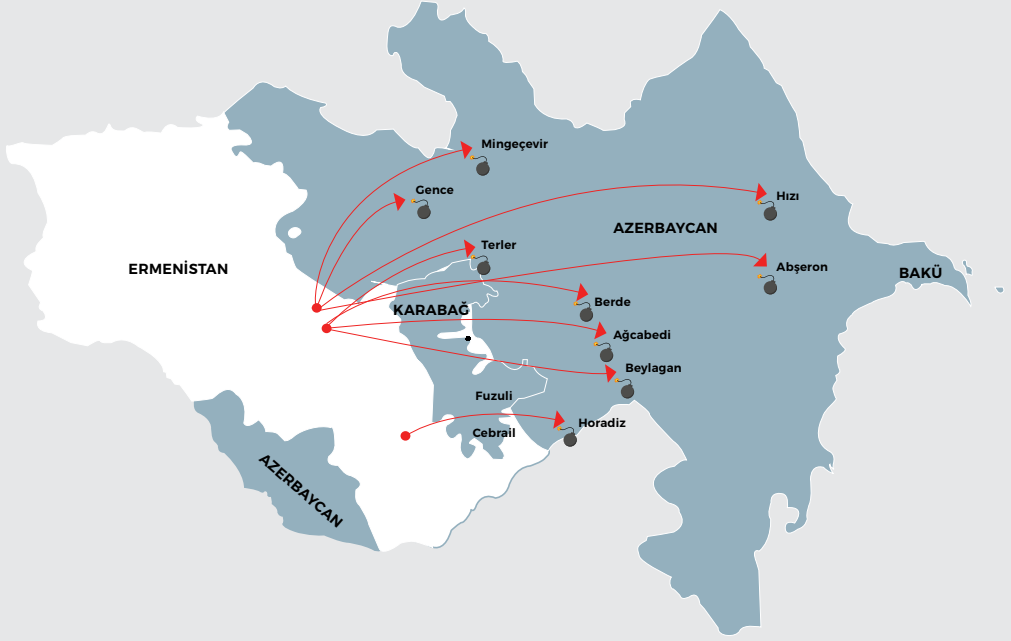 Mingeçevir
Gence
Hızı
AZERBAYCAN
Terler
ERMENİSTAN
Abşeron
BAKÜ
Berde
KARABAĞ
Ağcabedi
Beylagan
Fuzuli
Horadiz
Cebrail
AZERBAYCAN